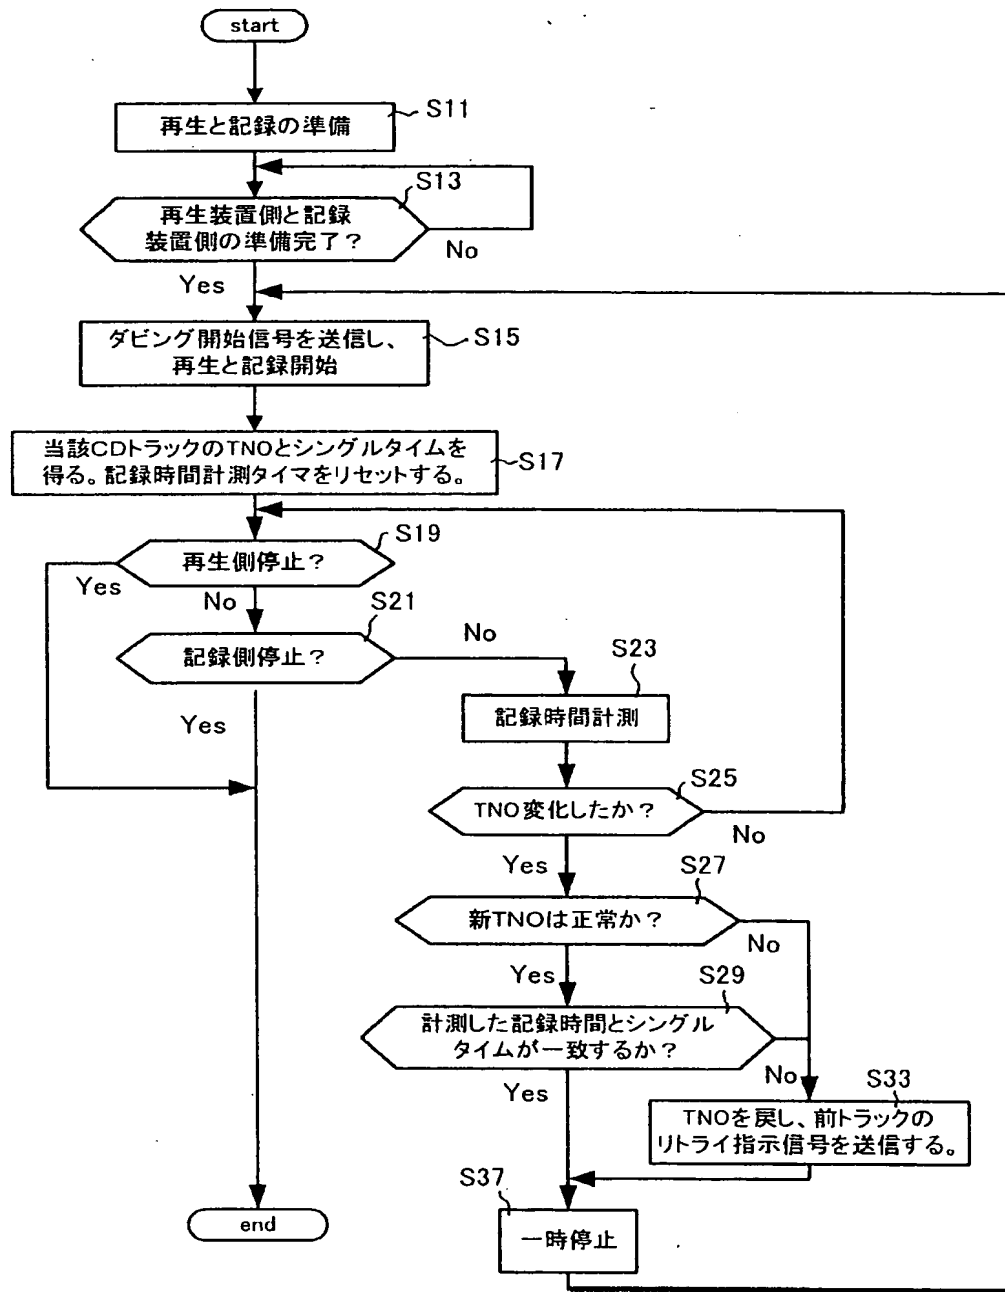 start
S11
再生と記録の準備
S13
再生装置側と記録
装置側の準備完了？
No
Yes
ダビング開始信号を送信し、
再生と記録開始
S15
当該CDトラックのTNOとシングルタイムを
得る。記録時間計測タイマをリセットする。
S17
S19
再生側停止？
Yes
No
S21
記録側停止？
No
Yes
S23
記録時間計測
S25
TNO変化したか？
No
Yes
S27
新TNOは正常か？
No
Yes
S29
計測した記録時間とシングル
タイムが一致するか？
No
Yes
S33
TNOを戻し、前トラックの
リトライ指示信号を送信する。
S37
一時停止
end